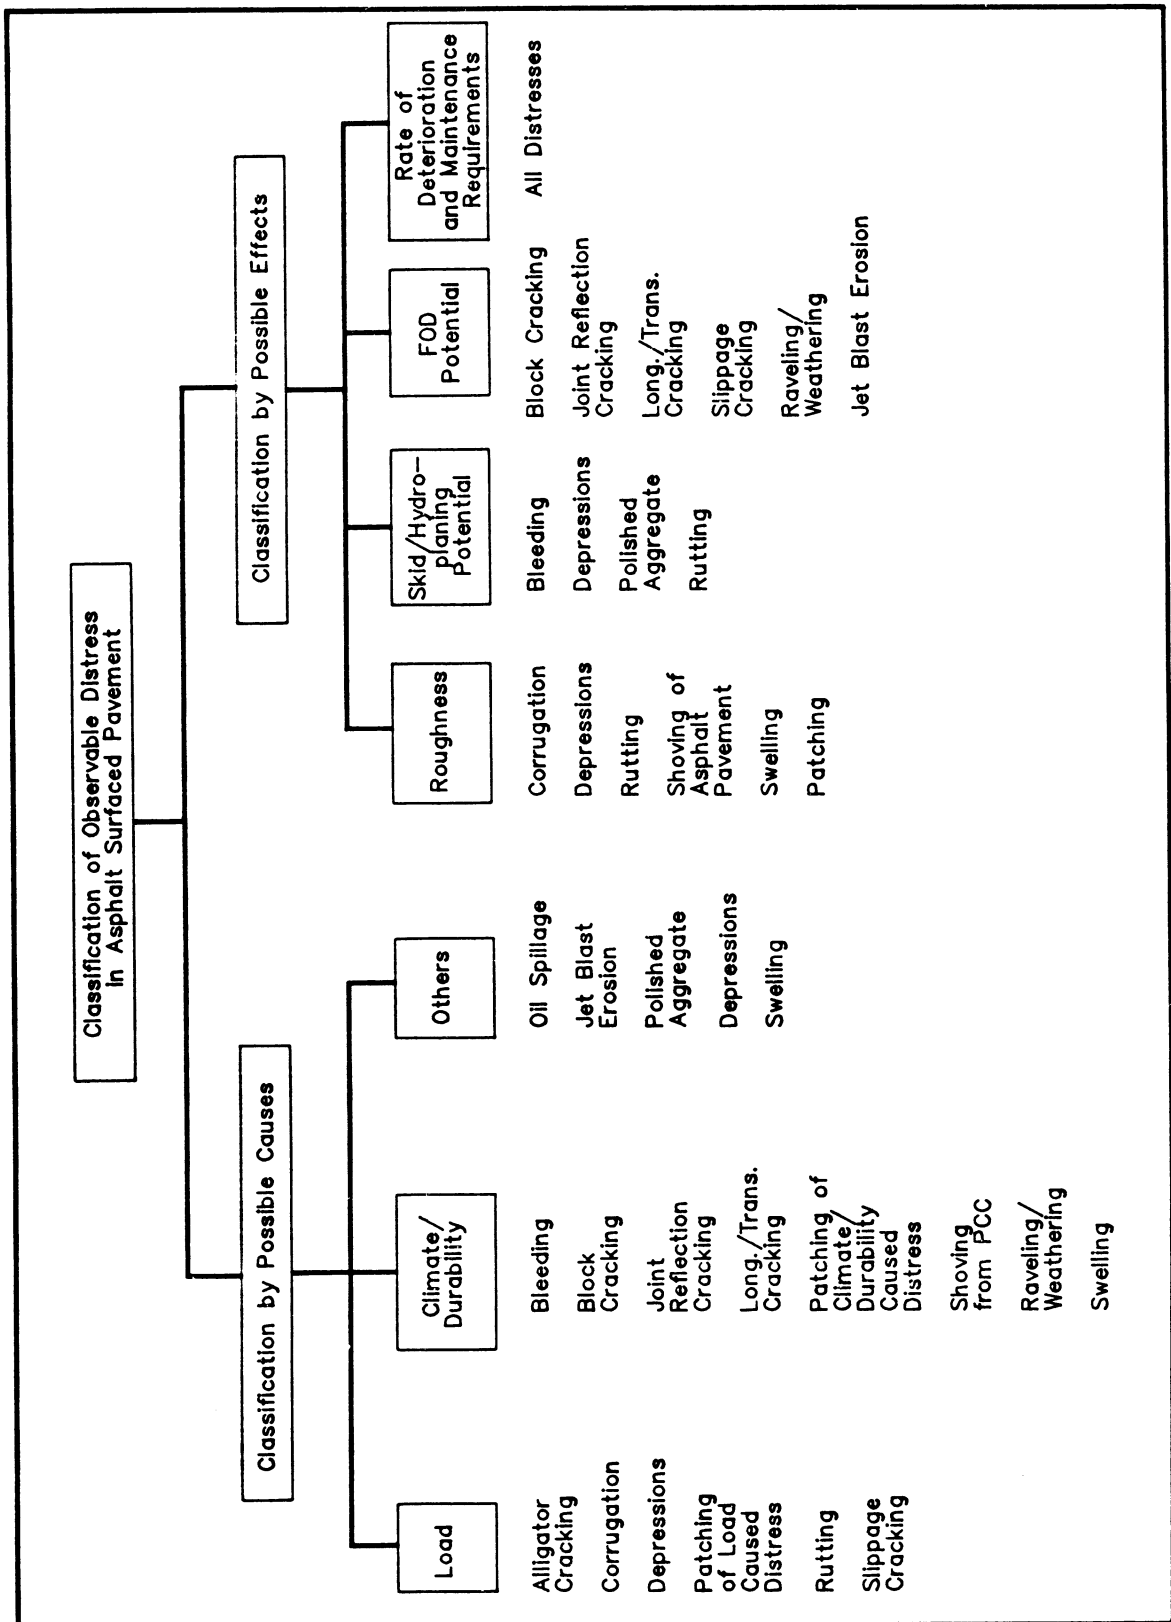 Classification of Observable Distress
in Asphalt Surfaced Pavement
Classification by Possible Causes
Load
Alligator
Cracking
Corrugation
Depressions
Patching
of Load
Caused
Distress
Rutting
Slippage
Cracking
Climate/
Durability
Bleeding
Block
Cracking
Joint
Reflection
Cracking
Long./Trans.
Cracking
Patching of
Climate/
Durability
Caused
Distress
Shoving
from PCC
Raveling/
Weathering
Swelling
Others
Oil Spillage
Jet Blast
Erosion
Polished
Aggregate
Depressions
Swelling
Classification by Possible Effects
Roughness
Corrugation
Depressions
Rutting
Shoving of
Asphalt
Pavement
Swelling
Patching
Skid/Hydro–
planing
Potential
Bleeding
Depressions
Polished
Aggregate
Rutting
FOD
Potential
Block Cracking
Joint Reflection
Cracking
Long./Trans.
Cracking
Slippage
Cracking
Raveling/
Weathering
Jet Blast Erosion
Rate of
Deterioration
and Maintenance
Requirements
All Distresses